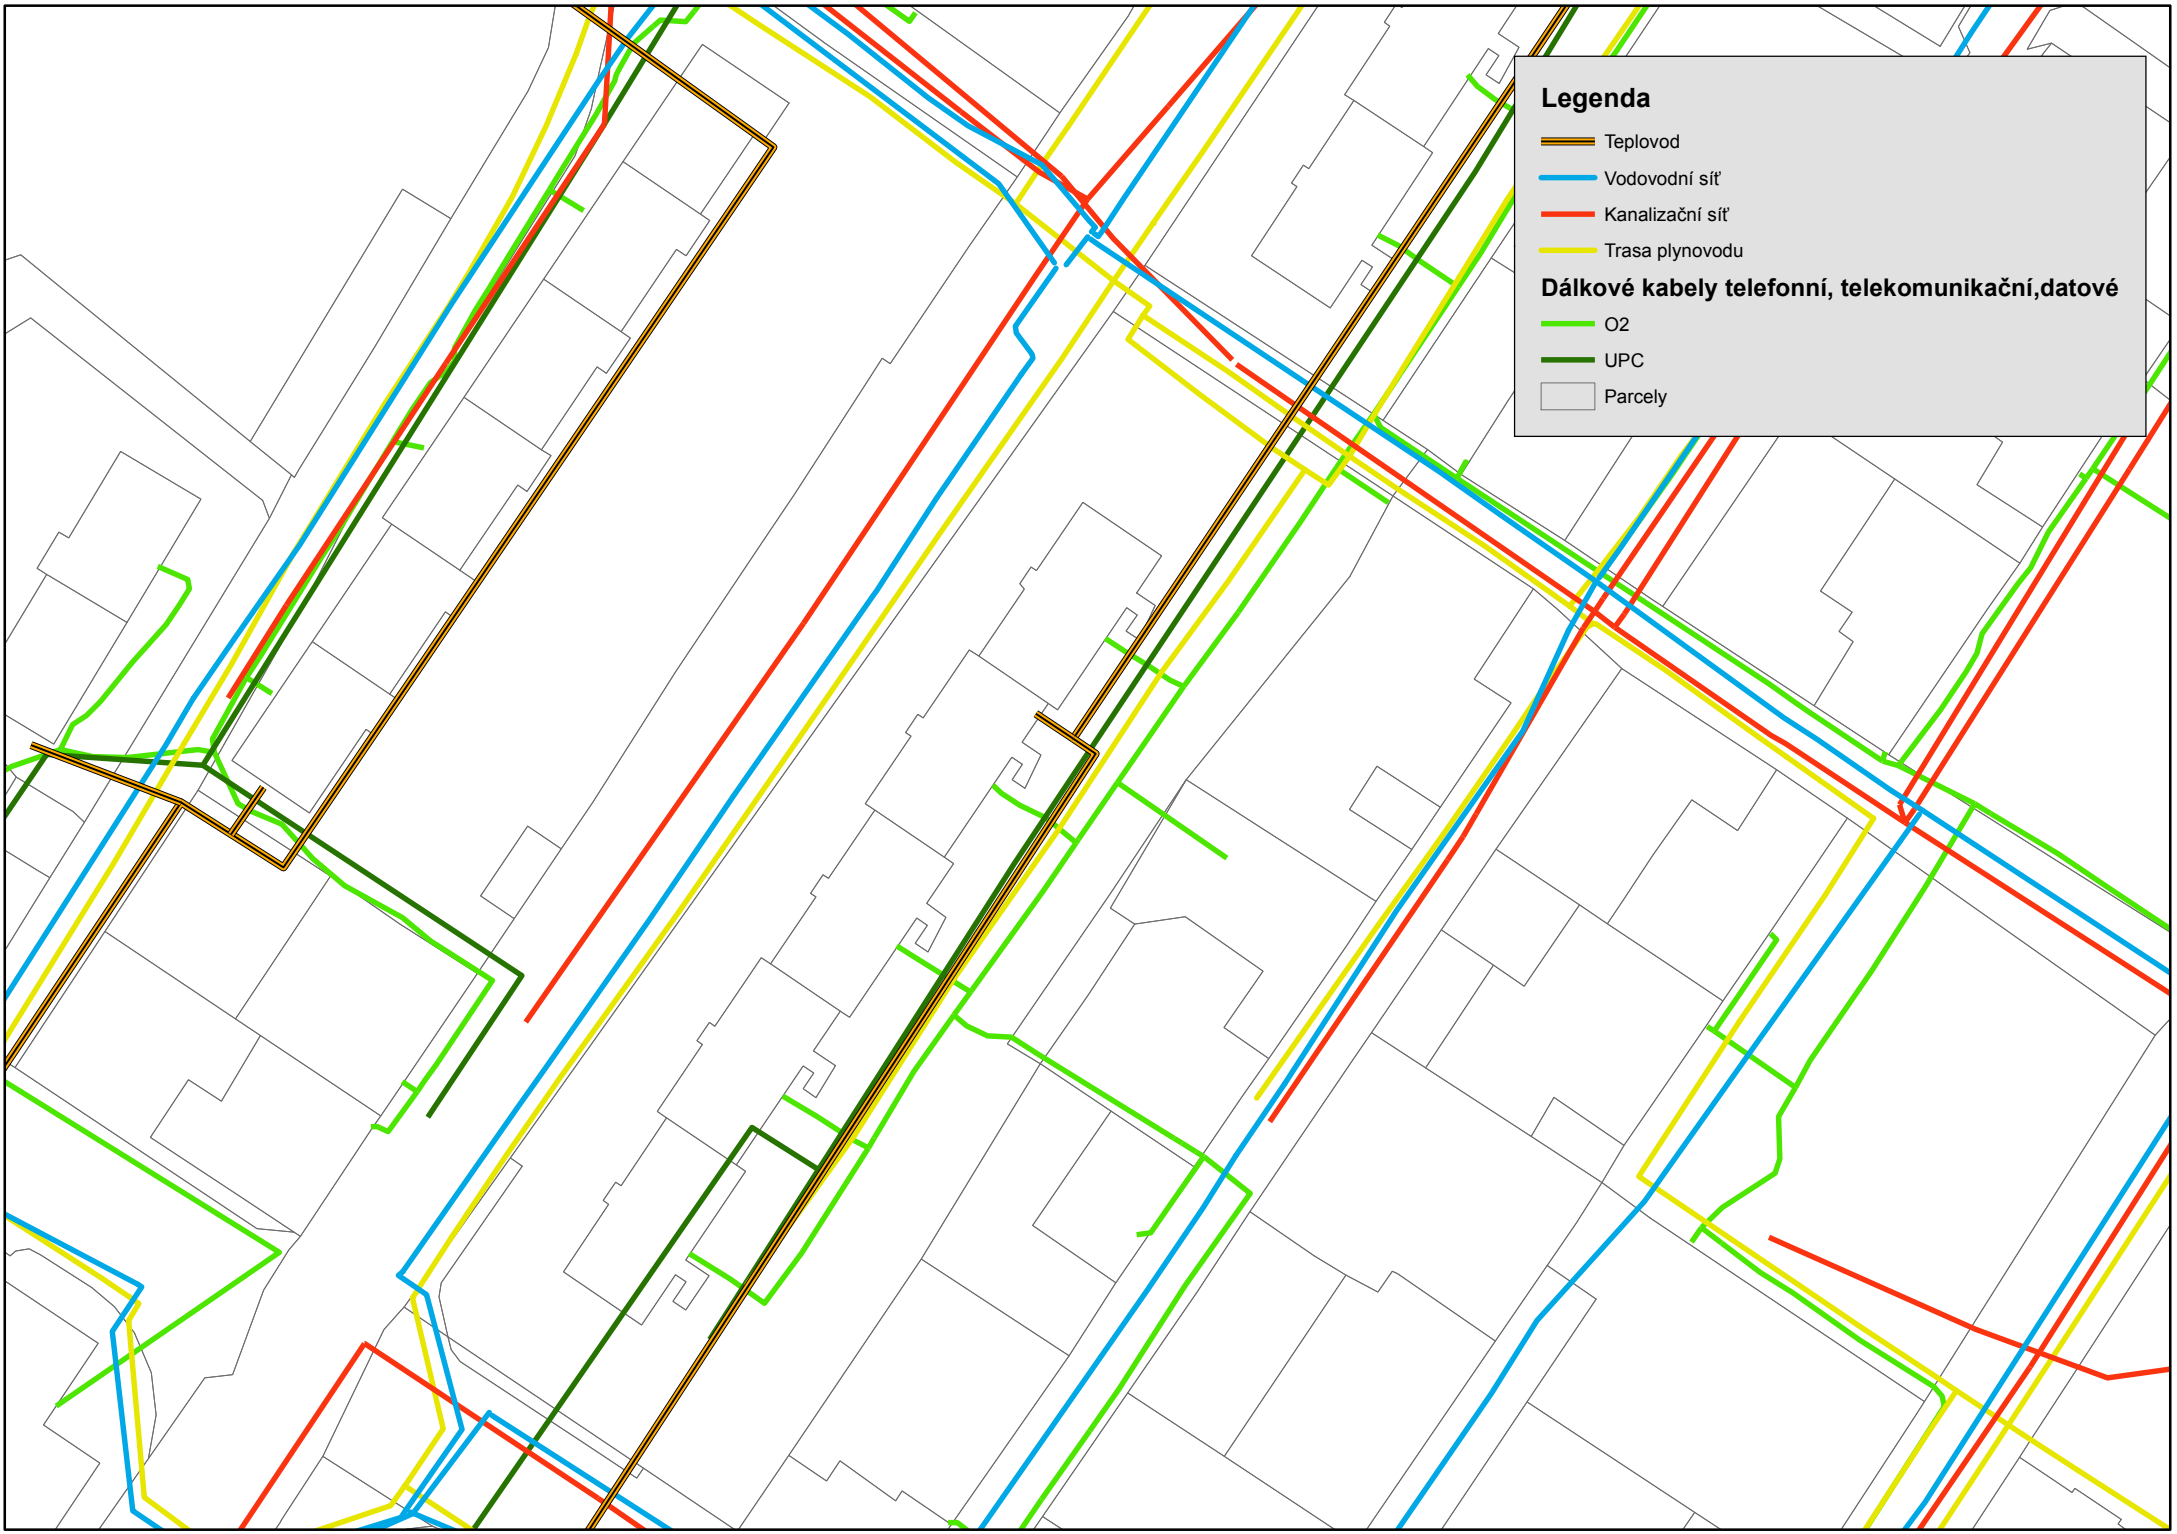 Legenda
Teplovod
Vodovodní síť
Kanalizační síť
Trasa plynovodu
Dálkové kabely telefonní, telekomunikační,datové
O2
UPC
Parcely